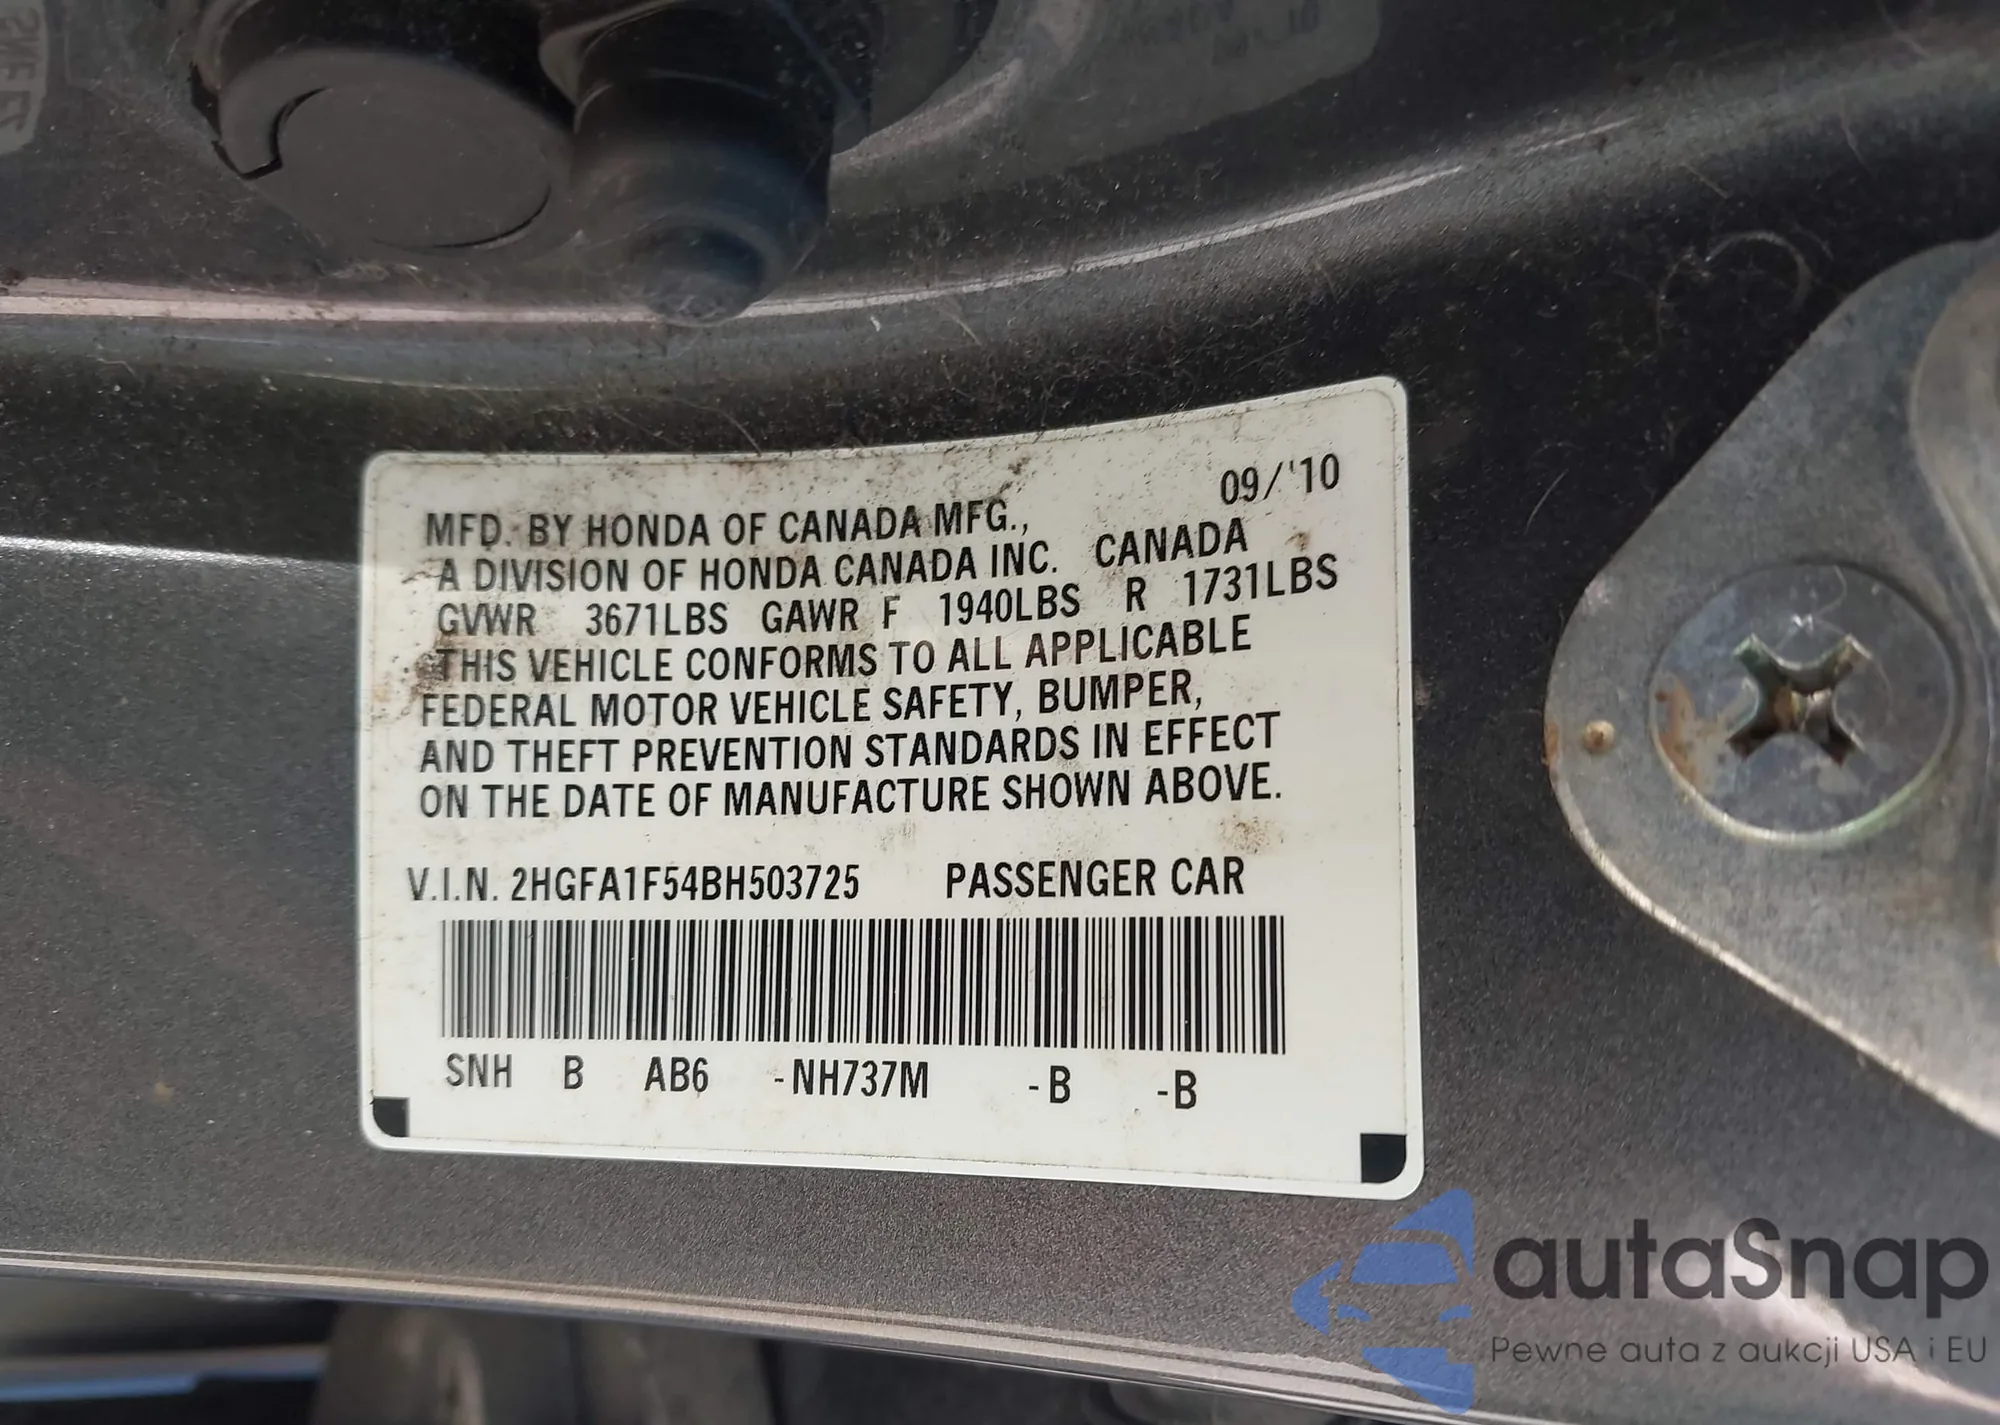 09/'10
MFD. BY HONDA OF CANADA MFG.,
A DIVISION OF HONDA CANADA INC. CANADA
GVWR 3671LBS GAWR F 1940LBS R 1731LBS
THIS VEHICLE CONFORMS TO ALL APPLICABLE
FEDERAL MOTOR VEHICLE SAFETY, BUMPER,
AND THEFT PREVENTION STANDARDS IN EFFECT
ON THE DATE OF MANUFACTURE SHOWN ABOVE.
V.I.N. 2HGFA1F54BH503725 PASSENGER CAR
SNH B AB6 -NH737M -B -B
autaSnap
Pewne auta z aukcji USA i EU